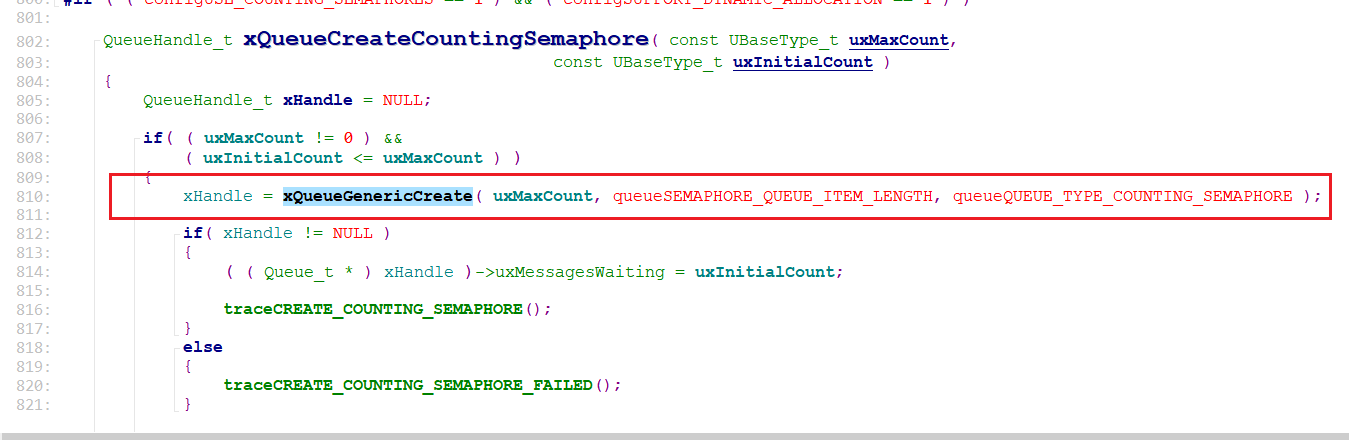 800: #if ( ( configUSE_COUNTING_SEMAPHORES == 1 ) && ( configSUPPORT_DYNAMIC_ALLOCATION == 1 ) )
801:
802: QueueHandle_t xQueueCreateCountingSemaphore( const UBaseType_t uxMaxCount,
803: const UBaseType_t uxInitialCount )
804: {
805: QueueHandle_t xHandle = NULL;
806:
807: if( ( uxMaxCount != 0 ) &&
808: ( uxInitialCount <= uxMaxCount ) )
809: {
810: xHandle = xQueueGenericCreate( uxMaxCount, queueSEMAPHORE_QUEUE_ITEM_LENGTH, queueQUEUE_TYPE_COUNTING_SEMAPHORE );
811:
812: if( xHandle != NULL )
813: {
814: ( ( Queue_t * ) xHandle )->uxMessagesWaiting = uxInitialCount;
815:
816: traceCREATE_COUNTING_SEMAPHORE();
817: }
818: else
819: {
820: traceCREATE_COUNTING_SEMAPHORE_FAILED();
821: }